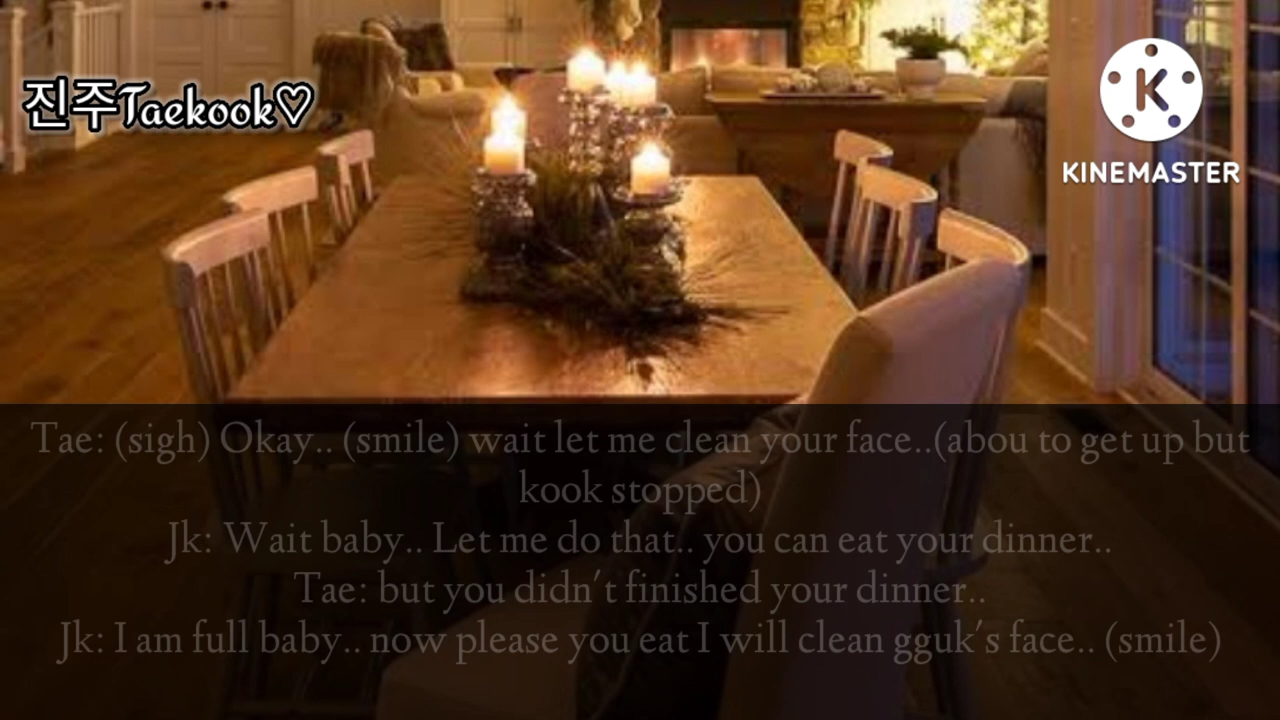 진주Taekook♡
KINEMASTER
Tae: (sigh) Okay.. (smile) wait let me clean your face..(abou to get up but
kook stopped)
Jk: Wait baby.. Let me do that.. you can eat your dinner..
Tae: but you didn't finished your dinner..
Jk: I am full baby.. now please you eat I will clean gguk's face.. (smile)